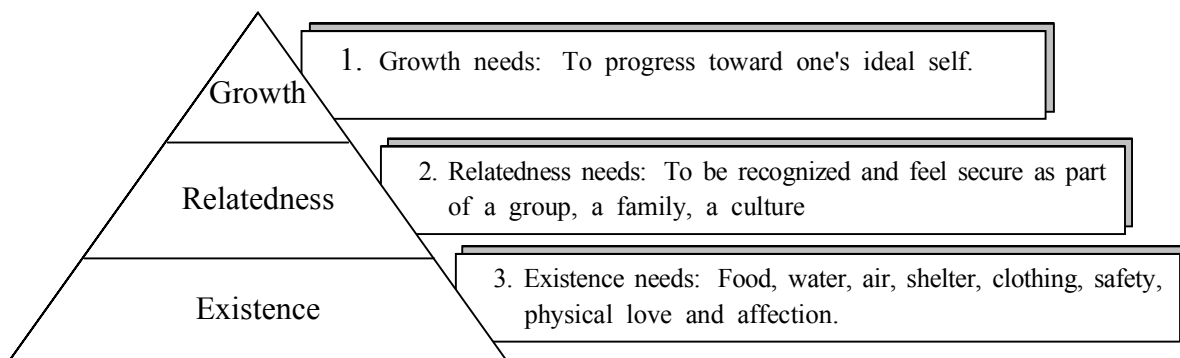 1. Growth needs: To progress toward one's ideal self.
Growth
2. Relatedness needs: To be recognized and feel secure as part
of a group, a family, a culture
Relatedness
3. Existence needs: Food, water, air, shelter, clothing, safety,
physical love and affection.
Existence